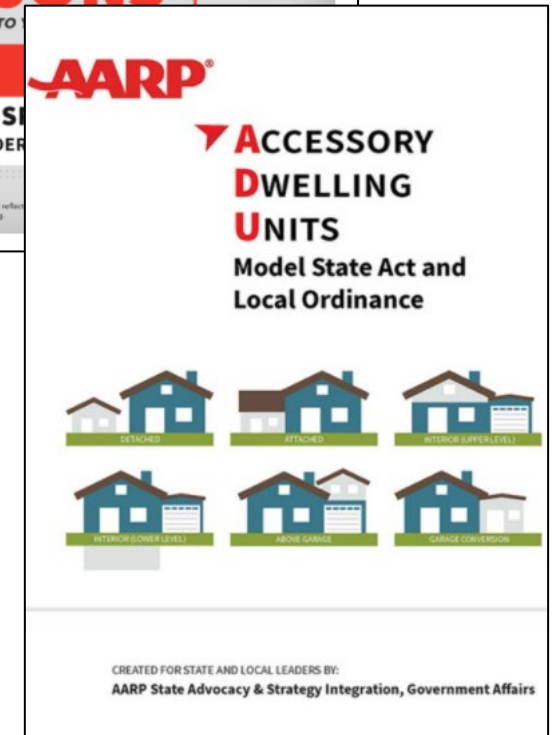 TO
AARP®
ACCESSORY
DWELLING
UNITS
Model State Act and
Local Ordinance
DETACHED
ATTACHED
INTERIOR (UPPER LEVEL)
INTERIOR (LOWER LEVEL)
ABOVE GARAGE
GARAGE CONVERSION
CREATED FOR STATE AND LOCAL LEADERS BY:
AARP State Advocacy & Strategy Integration, Government Affairs